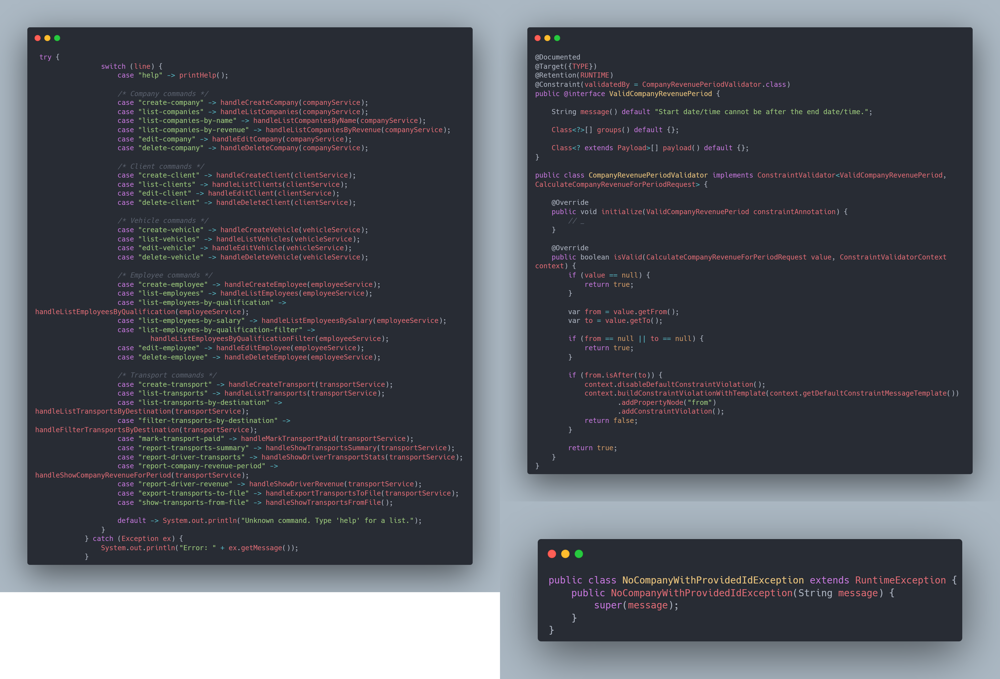 try {
switch (line) {
case "help" -> printHelp();
/* Company commands */
case "create-company" -> handleCreateCompany(companyService);
case "list-companies" -> handleListCompanies(companyService);
case "list-companies-by-name" -> handleListCompaniesByName(companyService);
case "list-companies-by-revenue" -> handleListCompaniesByRevenue(companyService);
case "edit-company" -> handleEditCompany(companyService);
case "delete-company" -> handleDeleteCompany(companyService);
/* Client commands */
case "create-client" -> handleCreateClient(clientService);
case "list-clients" -> handleListClients(clientService);
case "edit-client" -> handleEditClient(clientService);
case "delete-client" -> handleDeleteClient(clientService);
/* Vehicle commands */
case "create-vehicle" -> handleCreateVehicle(vehicleService);
case "list-vehicles" -> handleListVehicles(vehicleService);
case "edit-vehicle" -> handleEditVehicle(vehicleService);
case "delete-vehicle" -> handleDeleteVehicle(vehicleService);
/* Employee commands */
case "create-employee" -> handleCreateEmployee(employeeService);
case "list-employees" -> handleListEmployees(employeeService);
case "list-employees-by-qualification" ->
handleListEmployeesByQualification(employeeService);
case "list-employees-by-salary" -> handleListEmployeesBySalary(employeeService);
case "list-employees-by-qualification-filter" ->
handleListEmployeesByQualificationFilter(employeeService);
case "edit-employee" -> handleEditEmployee(employeeService);
case "delete-employee" -> handleDeleteEmployee(employeeService);
/* Transport commands */
case "create-transport" -> handleCreateTransport(transportService);
case "list-transports" -> handleListTransports(transportService);
case "list-transports-by-destination" ->
handleListTransportsByDestination(transportService);
case "filter-transports-by-destination" ->
handleFilterTransportsByDestination(transportService);
case "mark-transport-paid" -> handleMarkTransportPaid(transportService);
case "report-transports-summary" -> handleShowTransportsSummary(transportService);
case "report-driver-transports" -> handleShowDriverTransportStats(transportService);
case "report-company-revenue-period" ->
handleShowCompanyRevenueForPeriod(transportService);
case "report-driver-revenue" -> handleShowDriverRevenue(transportService);
case "export-transports-to-file" -> handleExportTransportsToFile(transportService);
case "show-transports-from-file" -> handleShowTransportsFromFile();
default -> System.out.println("Unknown command. Type 'help' for a list.");
}
} catch (Exception ex) {
System.out.println("Error: " + ex.getMessage());
}
@Documented
@Target({TYPE})
@Retention(RUNTIME)
@Constraint(validatedBy = CompanyRevenuePeriodValidator.class)
public @interface ValidCompanyRevenuePeriod {
String message() default "Start date/time cannot be after the end date/time.";
Class<?>[] groups() default {};
Class<? extends Payload>[] payload() default {};
}
public class CompanyRevenuePeriodValidator implements ConstraintValidator<ValidCompanyRevenuePeriod,
CalculateCompanyRevenueForPeriodRequest> {
@Override
public void initialize(ValidCompanyRevenuePeriod constraintAnnotation) {
// _
}
@Override
public boolean isValid(CalculateCompanyRevenueForPeriodRequest value, ConstraintValidatorContext
context) {
if (value == null) {
return true;
}
var from = value.getFrom();
var to = value.getTo();
if (from == null || to == null) {
return true;
}
if (from.isAfter(to)) {
context.disableDefaultConstraintViolation();
context.buildConstraintViolationWithTemplate(context.getDefaultConstraintMessageTemplate())
.addPropertyNode("from")
.addConstraintViolation();
return false;
}
return true;
}
}
public class NoCompanyWithProvidedIdException extends RuntimeException {
public NoCompanyWithProvidedIdException(String message) {
super(message);
}
}